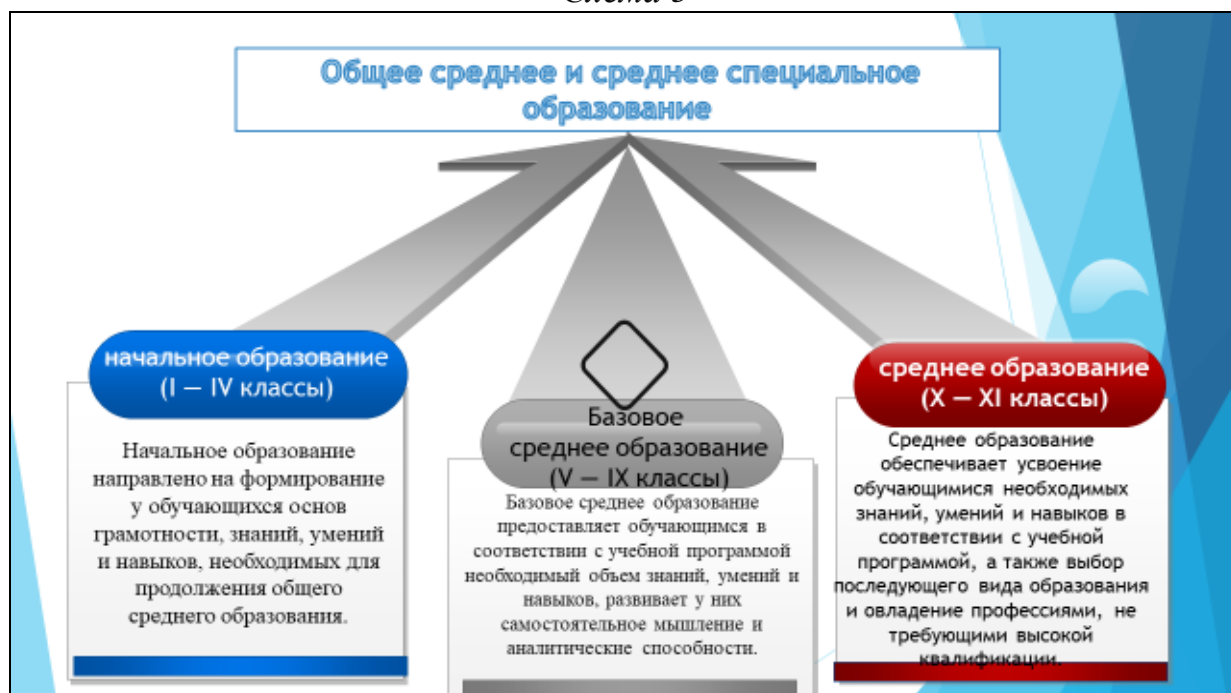 Общее среднее и среднее специальное
образование
начальное образование
(I — IV классы)
Начальное образование
направлено на формирование
у обучающихся основ
грамотности, знаний, умений
и навыков, необходимых для
продолжения общего
среднего образования.
Базовое
среднее образование
(V — IX классы)
Базовое среднее образование
предоставляет обучающимся в
соответствии с учебной программой
необходимый объем знаний, умений и
навыков, развивает у них
самостоятельное мышление и
аналитические способности.
среднее образование
(X — XI классы)
Среднее образование
обеспечивает усвоение
обучающимися необходимых
знаний, умений и навыков в
соответствии с учебной
программой, а также выбор
последующего вида образования
и овладение профессиями, не
требующими высокой
квалификации.